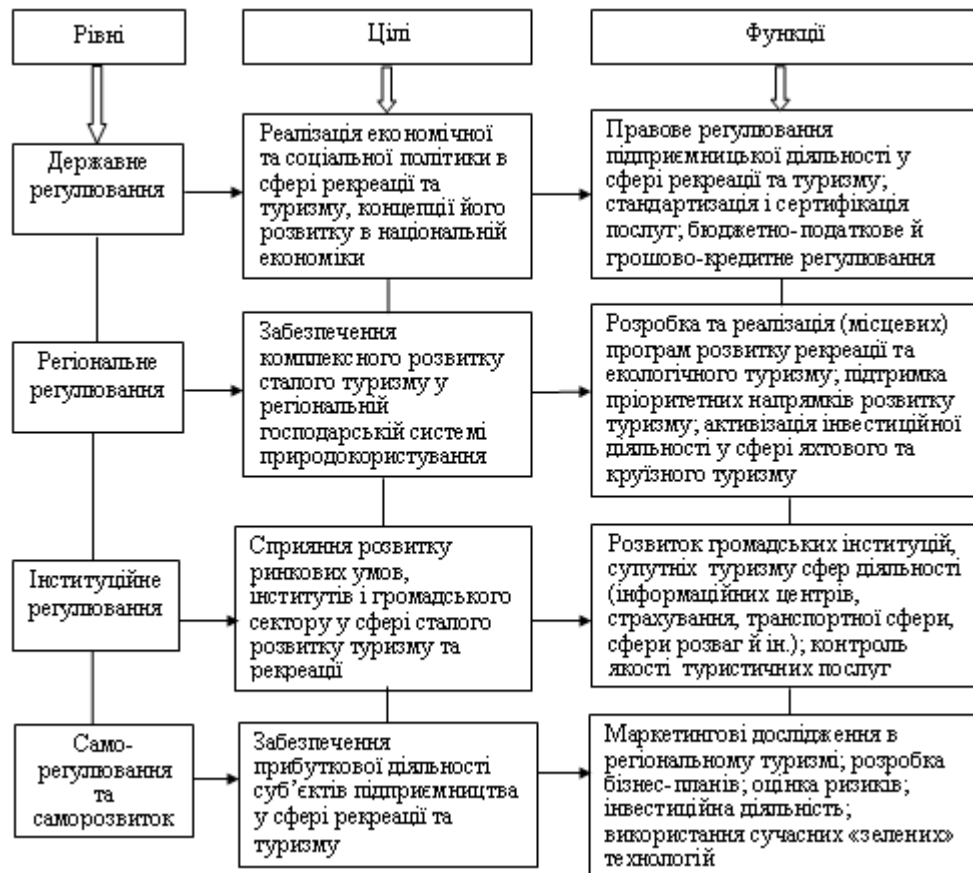 Рівні
Цілі
Функції
Державне
регулювання
Реалізація економічної
та соціальної політики в
сфері рекреації та
туризму, концепції його
розвитку в національній
економіки
Правове регулювання
підприємницької діяльності у
сфері рекреації та туризму;
стандартизація і сертифікація
послуг; бюджетно-податкове й
грошово-кредитне регулювання
Регіональне
регулювання
Забезпечення
комплексного розвитку
сталого туризму у
регіональній
господарській системі
природокористування
Розробка та реалізація (місцевих)
програм розвитку рекреації та
екологічного туризму; підтримка
пріоритетних напрямків розвитку
туризму; активізація інвестиційної
діяльності у сфері яхтового та
круїзного туризму
Інституційне
регулювання
Сприяння розвитку
ринкових умов,
інститутів і громадського
сектору у сфері сталого
розвитку туризму та
рекреації
Розвиток громадських інституцій,
супутніх туризму сфер діяльності
(інформаційних центрів,
страхування, транспортної сфери,
сфери розваг й ін.); контроль
якості туристичних послуг
Само-
регулювання
та
саморозвиток
Забезпечення
прибуткової діяльності
суб’єктів підприємництва
у сфері рекреації та
туризму
Маркетингові дослідження в
регіональному туризмі; розробка
бізнес-планів; оцінка ризиків;
інвестиційна діяльність;
використання сучасних «зелених»
технологій